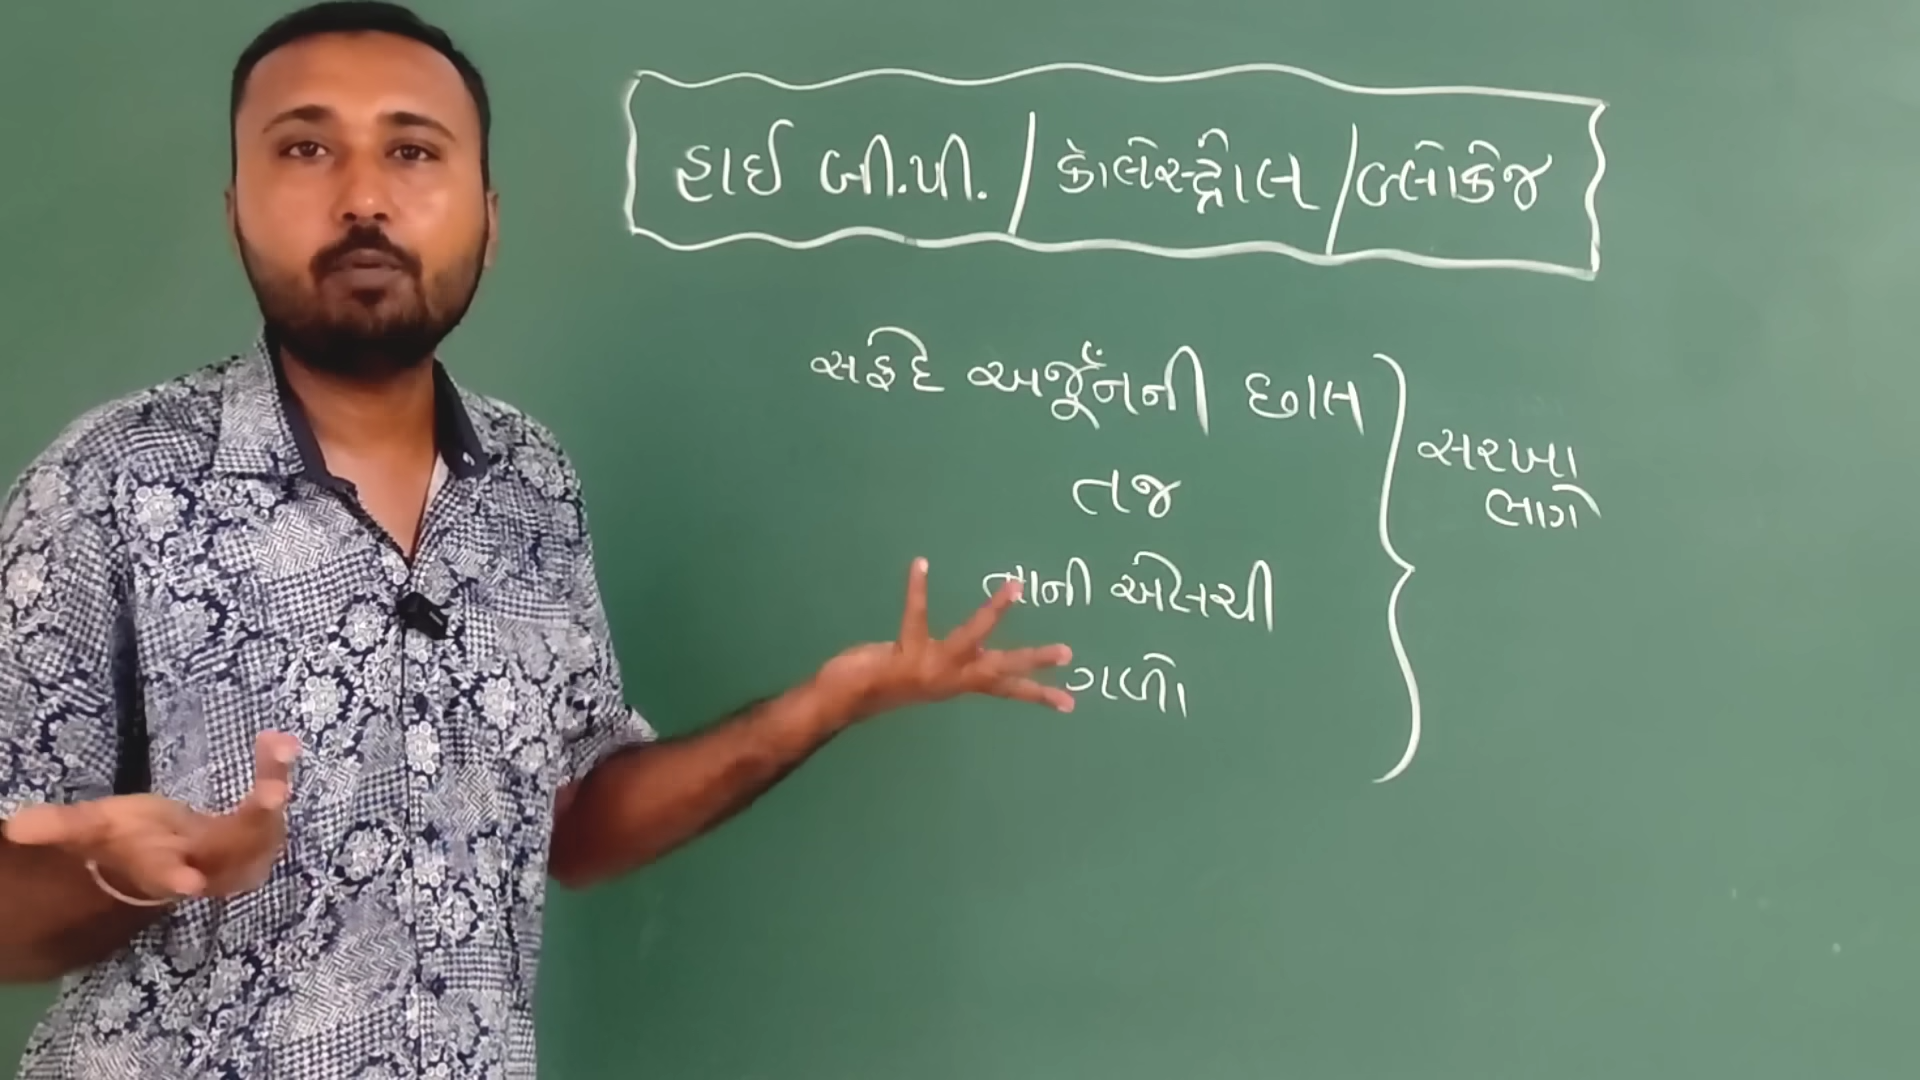 હાઈ બી.પી. / કોલેસ્ટ્રોલ / બ્લોકેજ
સફેદ અર્જૂનની છાલ
તજ
નાની એલચી
ગળો
સરખા
ભાગે